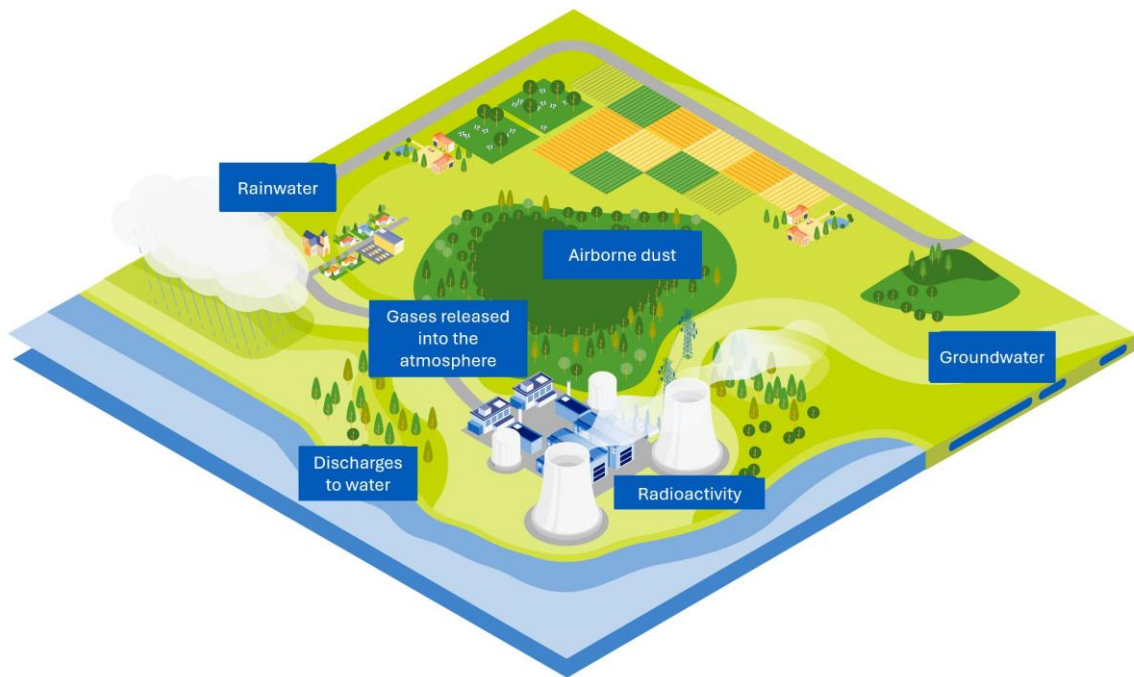 Rainwater
Airborne dust
Gases released
into the
atmosphere
Groundwater
Discharges
to water
Radioactivity